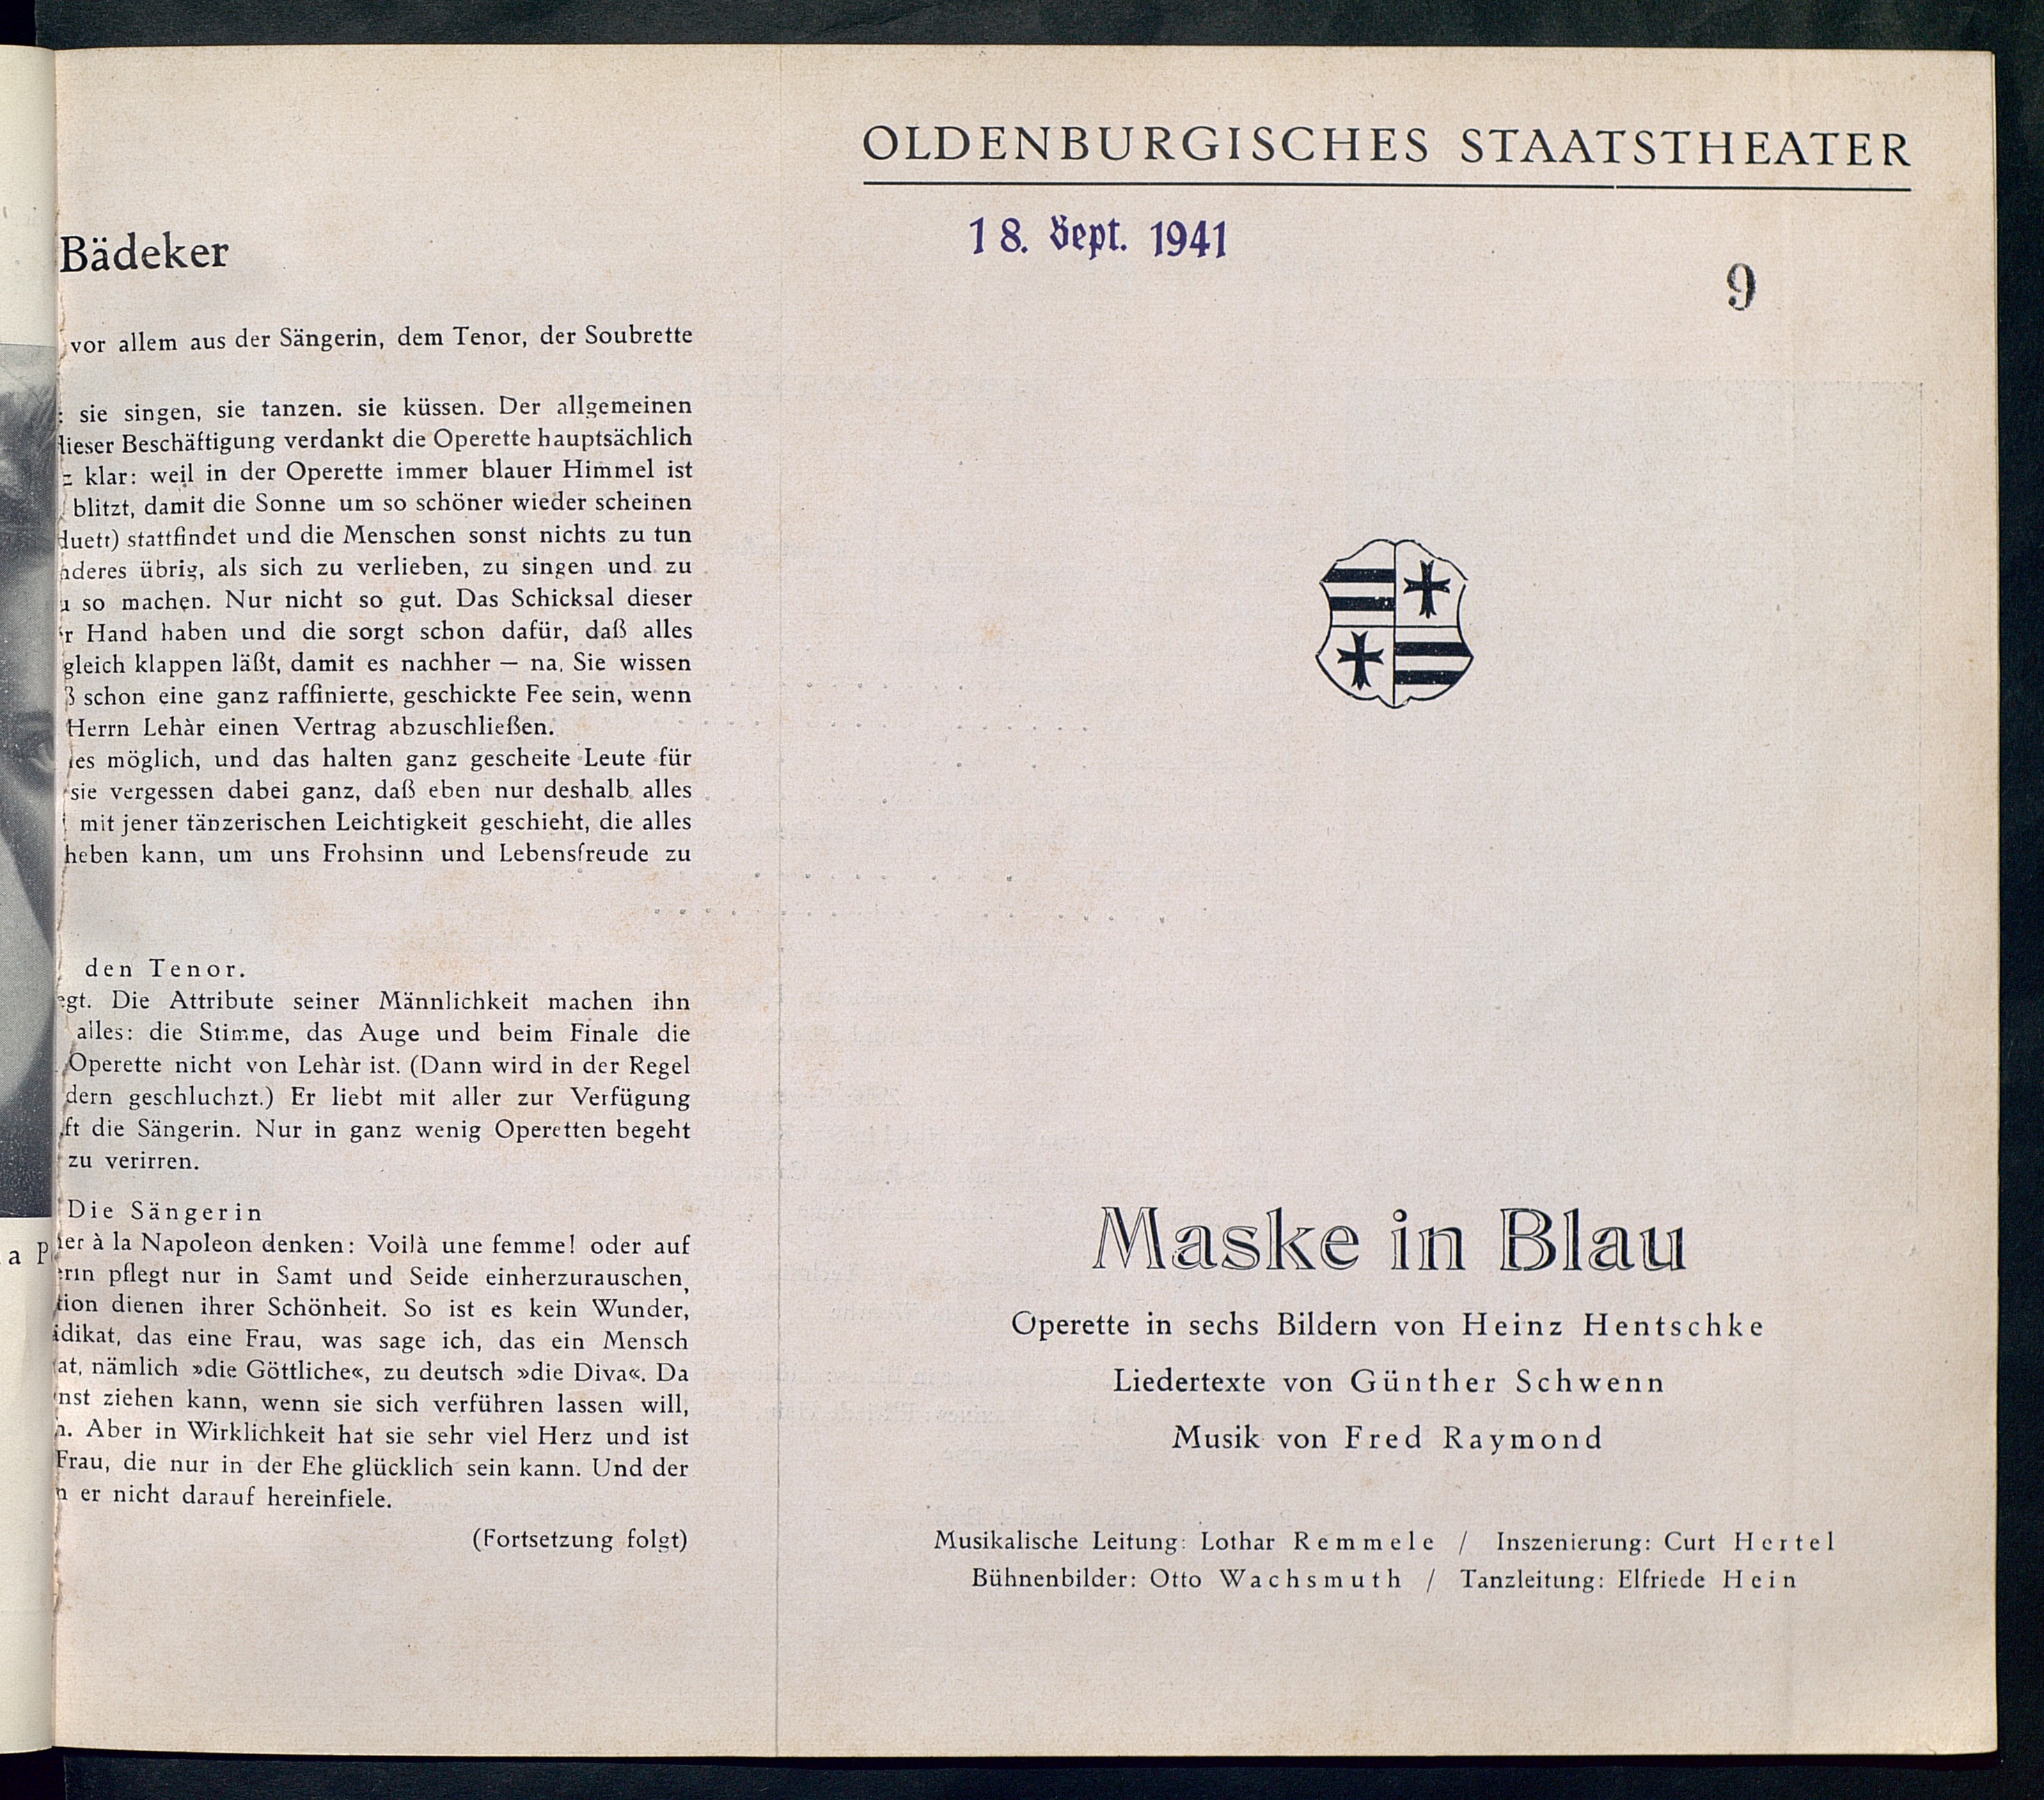 Bädeker
vor allem aus der Sängerin, dem Tenor, der Soubrette
: sie singen, sie tanzen. sie küssen. Der allgemeinen
dieser Beschäftigung verdankt die Operette hauptsächlich
klar: weil in der Operette immer blauer Himmel ist
blitzt, damit die Sonne um so schöner wieder scheinen
duett) stattfindet und die Menschen sonst nichts zu tun
nderes übrig, als sich zu verlieben, zu singen und zu
so machen. Nur nicht so gut. Das Schicksal dieser
r Hand haben und die sorgt schon dafür, daß alles
gleich klappen läßt, damit es nachher — na, Sie wissen
ß schon eine ganz raffinierte, geschickte Fee sein, wenn
Herrn Lehàr einen Vertrag abzuschließen.
les möglich, und das halten ganz gescheite Leute für
sie vergessen dabei ganz, daß eben nur deshalb alles
mit jener tänzerischen Leichtigkeit geschieht, die alles
heben kann, um uns Frohsinn und Lebensfreude zu
den Tenor.
egt. Die Attribute seiner Männlichkeit machen ihn
alles: die Stimme, das Auge und beim Finale die
Operette nicht von Lehàr ist. (Dann wird in der Regel
dern geschluchzt.) Er liebt mit aller zur Verfügung
ft die Sängerin. Nur in ganz wenig Operetten begeht
zu verirren.
Die Sängerin
er à la Napoleon denken: Voilà une femme! oder auf
erin pflegt nur in Samt und Seide einherzurauschen,
tion dienen ihrer Schönheit. So ist es kein Wunder,
ädikat, das eine Frau, was sage ich, das ein Mensch
at, nämlich »die Göttliche«, zu deutsch »die Diva«. Da
nst ziehen kann, wenn sie sich verführen lassen will,
n. Aber in Wirklichkeit hat sie sehr viel Herz und ist
Frau, die nur in der Ehe glücklich sein kann. Und der
n er nicht darauf hereinfiele.
(Fortsetzung folgt)
a P
OLDENBURGISCHES STAATSTHEATER
18. Sept. 1941
9
Maske in Blau
Operette in sechs Bildern von Heinz Hentschke
Liedertexte von Günther Schwenn
Musik von Fred Raymond
Musikalische Leitung: Lothar Remmele / Inszenierung: Curt Hertel
Bühnenbilder: Otto Wachsmuth / Tanzleitung: Elfriede Hein